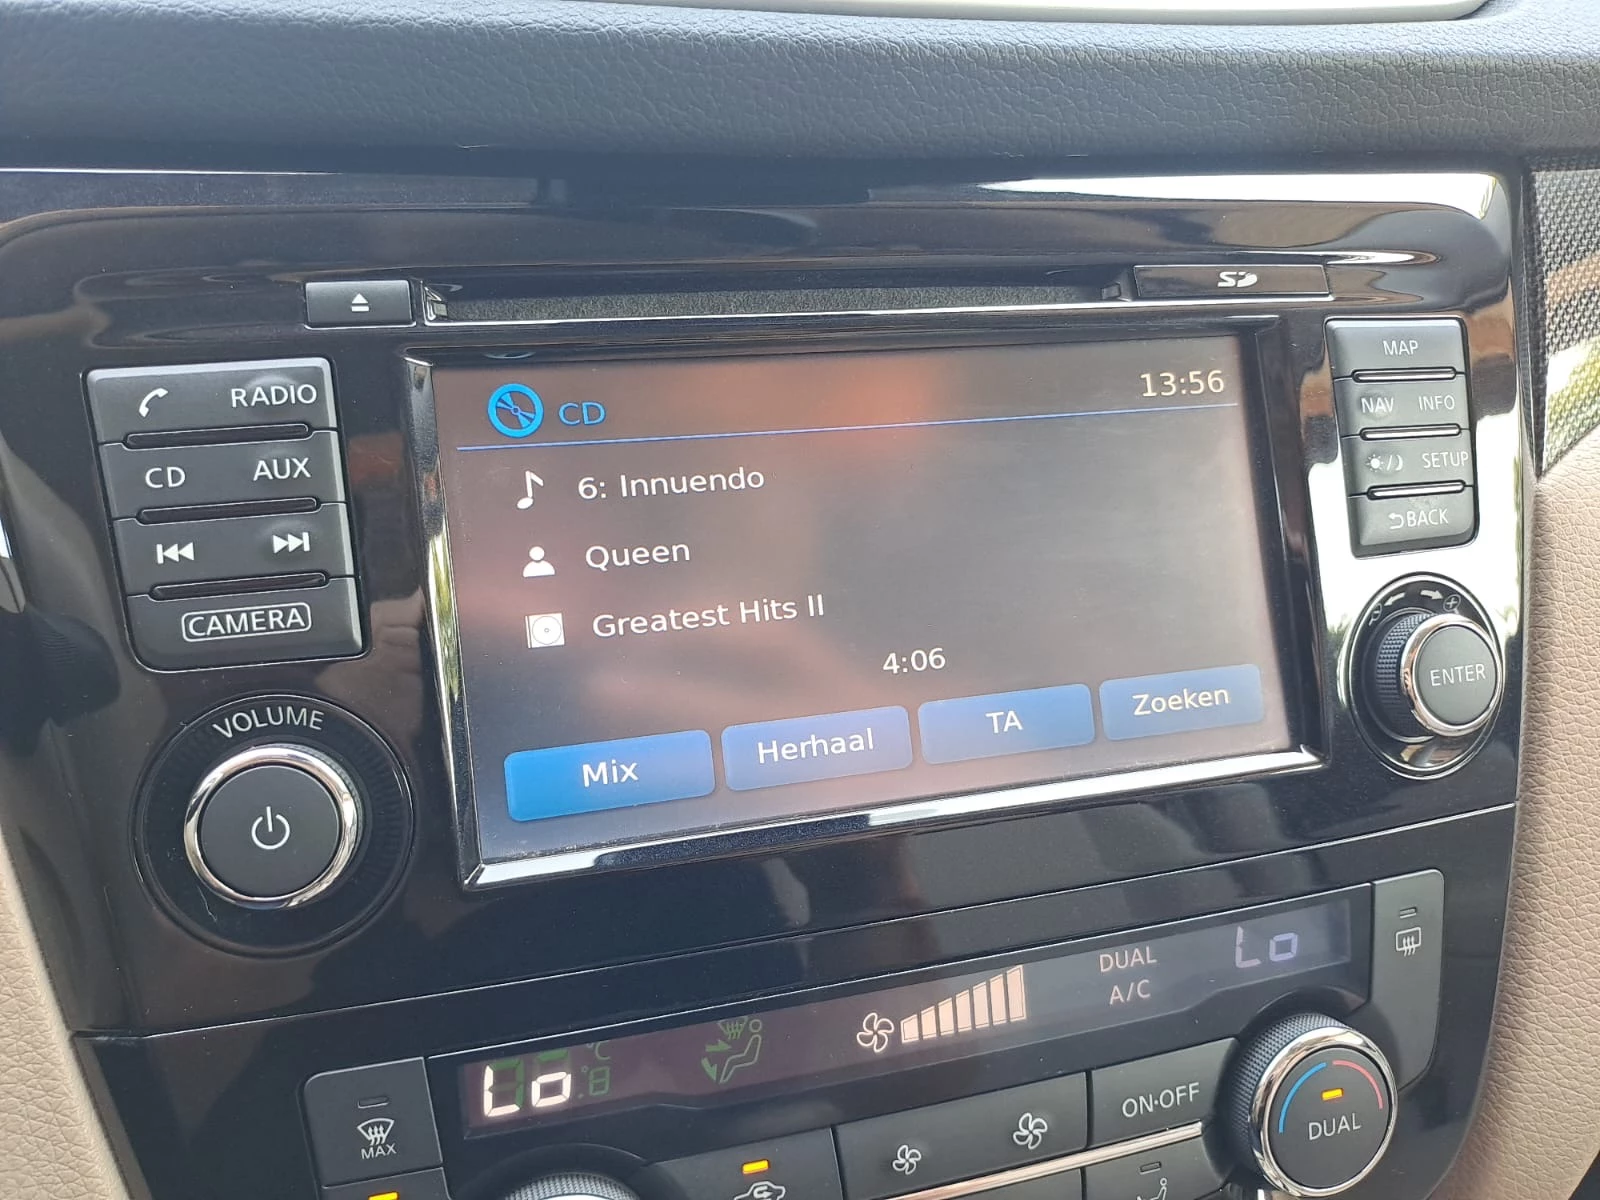 SD
RADIO
CD AUX
CAMERA
VOLUME
CD
13:56
6: Innuendo
Queen
Greatest Hits II
4:06
Mix
Herhaal
TA
Zoeken
MAP
NAV INFO
SETUP
BACK
ENTER
Lo
DUAL
A/C
Lo
MAX
ON·OFF
DUAL